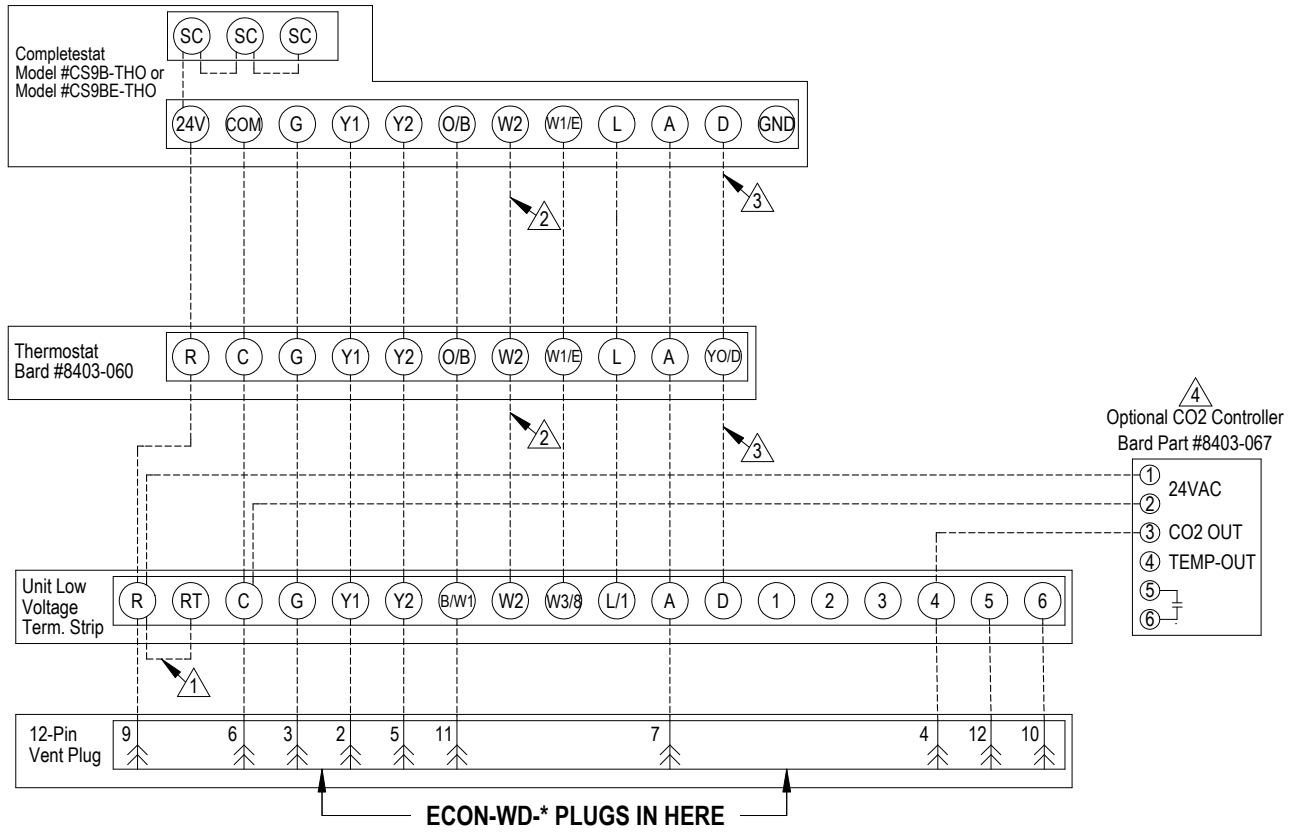 SC SC SC
Completestat
Model #CS9B-THO or
Model #CS9BE-THO
24V COM G Y1 Y2 O/B W2 W1/E L A D GND
2 3
Thermostat
Bard #8403-060
R C G Y1 Y2 O/B W2 W1/E L A YO/D
2 3
4
Optional CO2 Controller
Bard Part #8403-067
1
24VAC
2
3 CO2 OUT
4 TEMP-OUT
5
6
Unit Low
Voltage
Term. Strip
R RT C G Y1 Y2 B/W1 W2 W3/8 L/1 A D 1 2 3 4 5 6
1
12-Pin
Vent Plug
9 6 3 2 5 11 7 4 12 10
ECON-WD-* PLUGS IN HERE